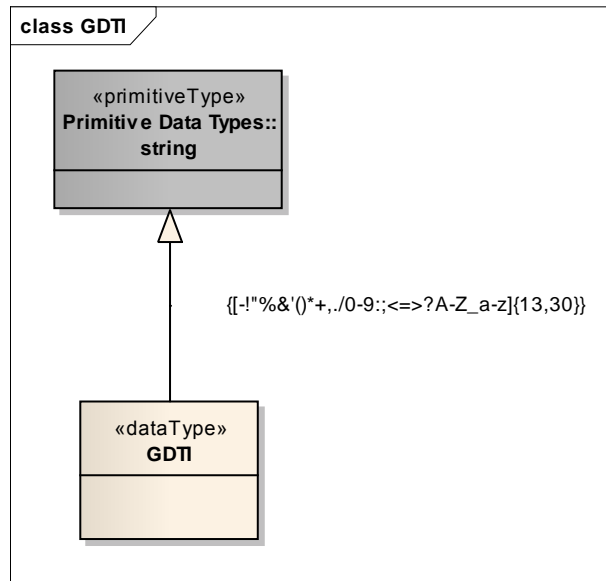 class GDTI
«primitiveType»
Primitive Data Types::
string
{[-!"%&'()*+,./0-9:;<=>?A-Z_a-z]{13,30}}
«dataType»
GDTI